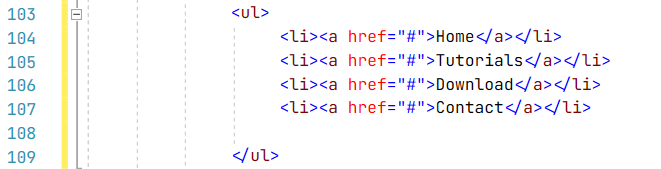 103 <ul>
104 <li><a href="#">Home</a></li>
105 <li><a href="#">Tutorials</a></li>
106 <li><a href="#">Download</a></li>
107 <li><a href="#">Contact</a></li>
108
109 </ul>